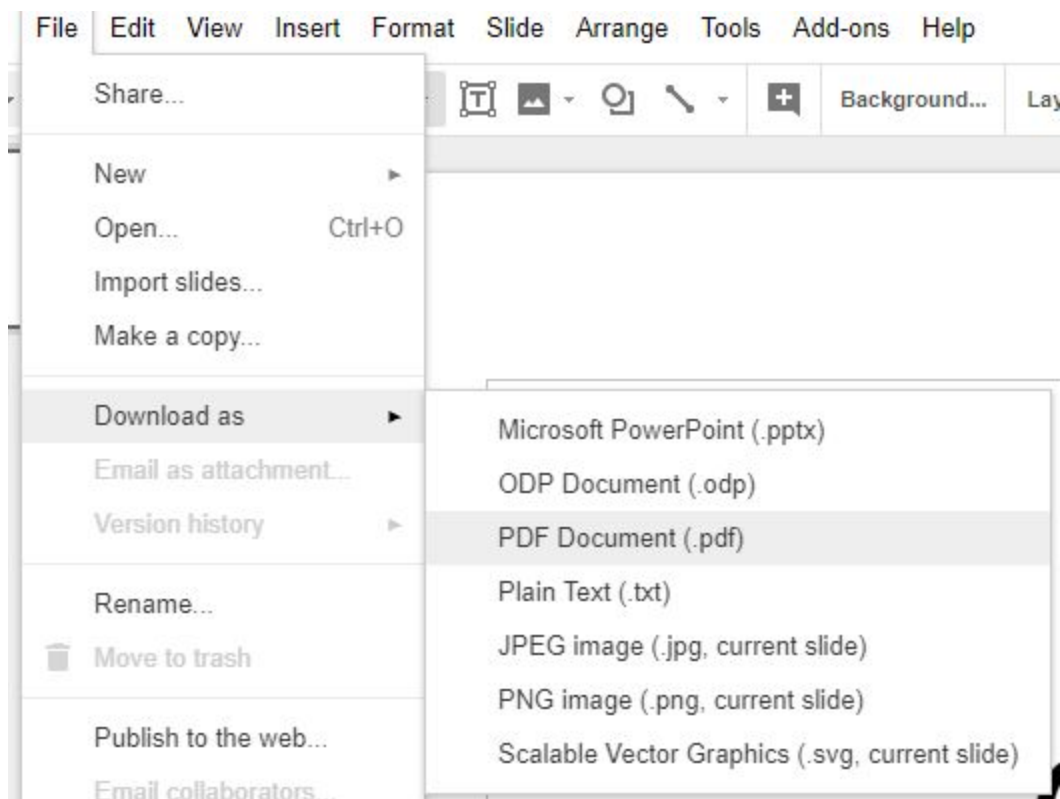 File Edit View Insert Format Slide Arrange Tools Add-ons Help
Background...
Share...
New
Open... Ctrl+O
Import slides...
Make a copy...
Download as
Email as attachment...
Version history
Rename...
Move to trash
Publish to the web...
Email collaborators...
Microsoft PowerPoint (.pptx)
ODP Document (.odp)
PDF Document (.pdf)
Plain Text (.txt)
JPEG image (.jpg, current slide)
PNG image (.png, current slide)
Scalable Vector Graphics (.svg, current slide)